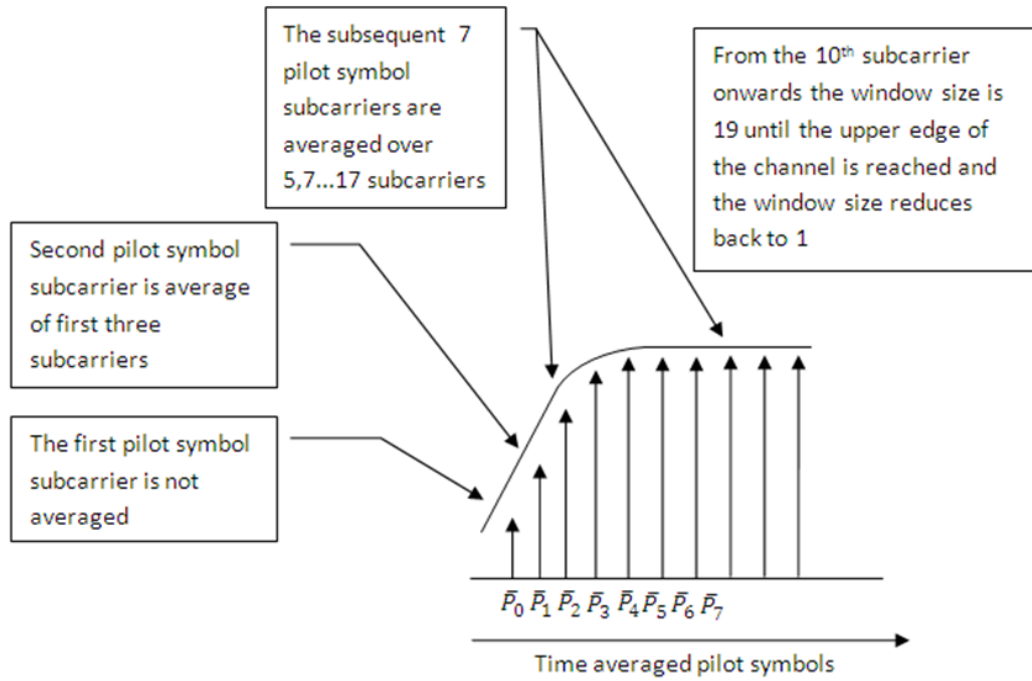 The subsequent 7
pilot symbol
subcarriers are
averaged over
5,7...17 subcarriers
From the 10th subcarrier
onwards the window size is
19 until the upper edge of
the channel is reached and
the window size reduces
back to 1
Second pilot symbol
subcarrier is average
of first three
subcarriers
The first pilot symbol
subcarrier is not
averaged
P̄₀ P̄₁ P̄₂ P̄₃ P̄₄ P̄₅ P̄₆ P̄₇
Time averaged pilot symbols